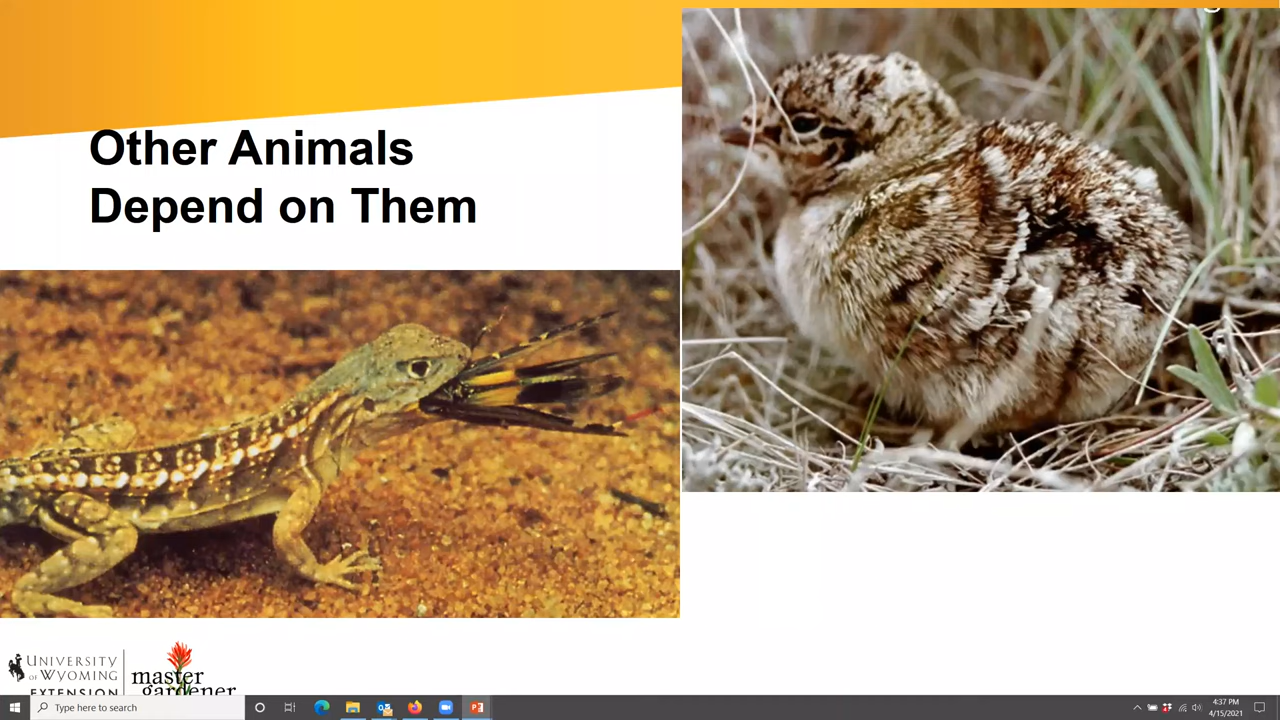 Other Animals
Depend on Them
UNIVERSITY
OF WYOMING
EXTENSION
master
gardener
Type here to search
4:37 PM
4/15/2021